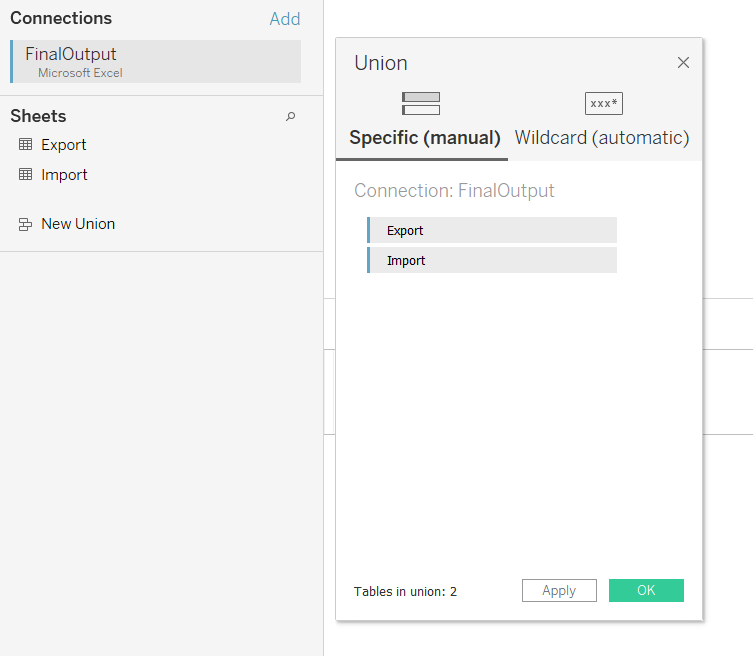 Connections
Add
FinalOutput
Microsoft Excel
Sheets
Export
Import
New Union
Union
xxx*
Specific (manual)
Wildcard (automatic)
Connection: FinalOutput
Export
Import
Tables in union: 2
Apply
OK